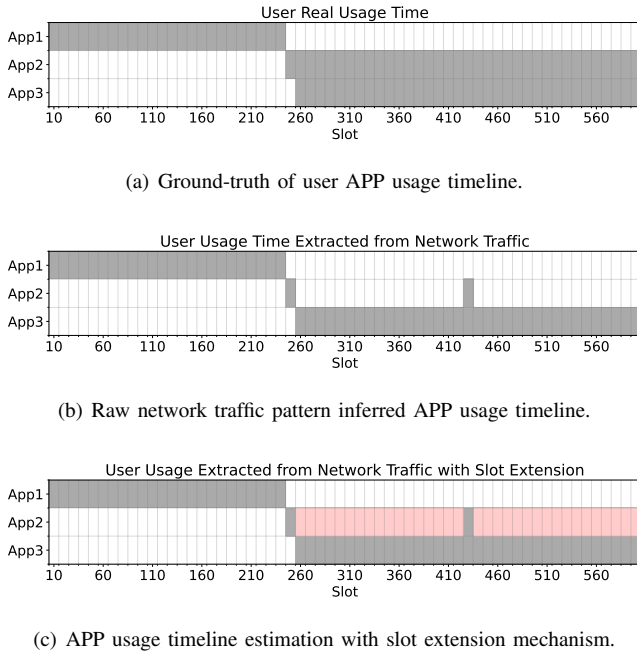 User Real Usage Time
App1
App2
App3
10 60 110 160 210 260 310 360 410 460 510 560
Slot
(a) Ground-truth of user APP usage timeline.
User Usage Time Extracted from Network Traffic
App1
App2
App3
10 60 110 160 210 260 310 360 410 460 510 560
Slot
(b) Raw network traffic pattern inferred APP usage timeline.
User Usage Extracted from Network Traffic with Slot Extension
App1
App2
App3
10 60 110 160 210 260 310 360 410 460 510 560
Slot
(c) APP usage timeline estimation with slot extension mechanism.